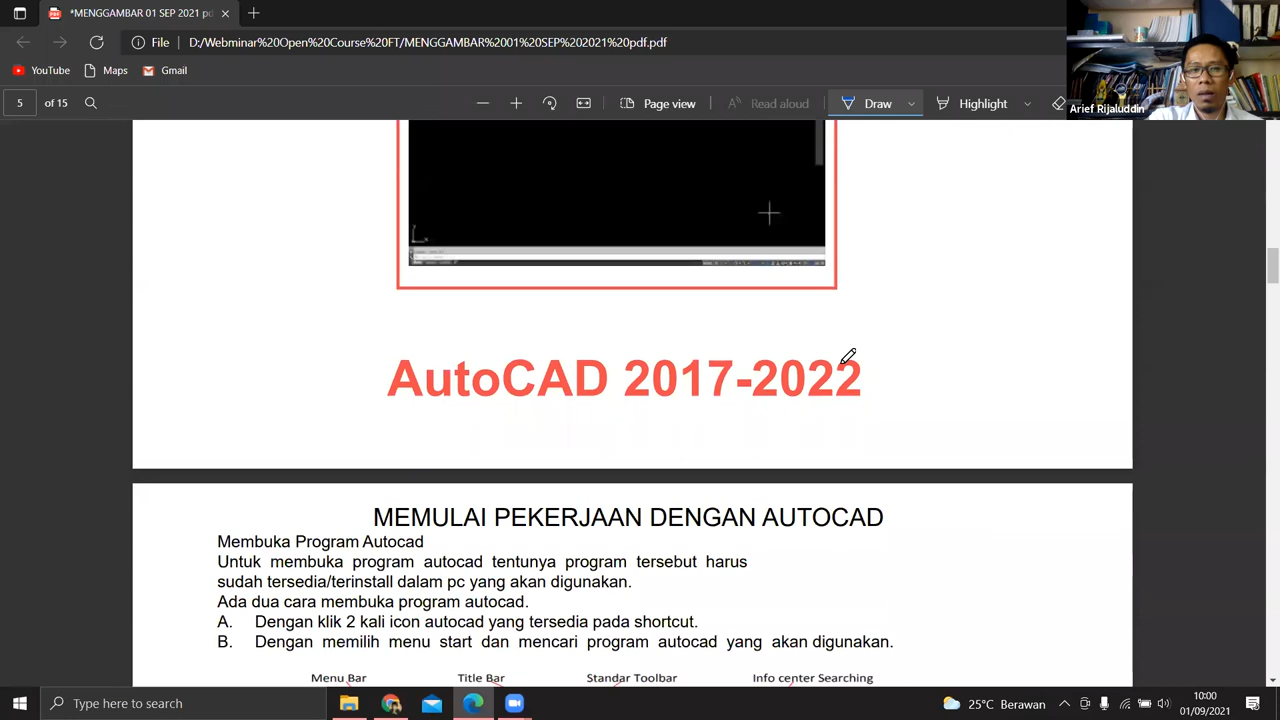 *MENGGAMBAR 01 SEP 2021 pd
File
D:/Webminar%20Open%20Course%20FT/MENGGAMBAR%2001%20SEP%202021%20pdf.pdf
YouTube
Maps
Gmail
5
of 15
Page view
Read aloud
Draw
Highlight
Arief Rijaluddin
AutoCAD 2017-2022
MEMULAI PEKERJAAN DENGAN AUTOCAD
Membuka Program Autocad
Untuk membuka program autocad tentunya program tersebut harus
sudah tersedia/terinstall dalam pc yang akan digunakan.
Ada dua cara membuka program autocad.
A. Dengan klik 2 kali icon autocad yang tersedia pada shortcut.
B. Dengan memilih menu start dan mencari program autocad yang akan digunakan.
Menu Bar Title Bar Standar Toolbar Info center Searching
Type here to search
25°C Berawan
10:00
01/09/2021